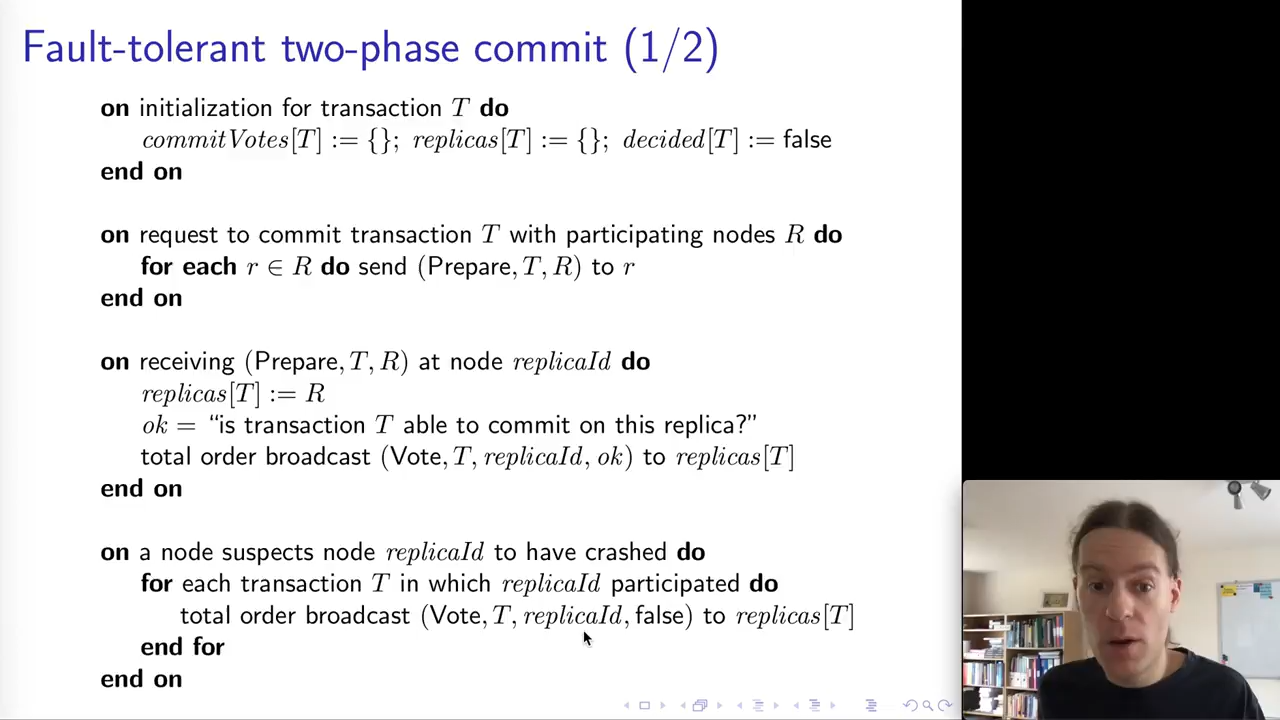 Fault-tolerant two-phase commit (1/2)
on initialization for transaction T do
commitVotes[T] := {}; replicas[T] := {}; decided[T] := false
end on
on request to commit transaction T with participating nodes R do
for each r ∈ R do send (Prepare, T, R) to r
end on
on receiving (Prepare, T, R) at node replicaId do
replicas[T] := R
ok = “is transaction T able to commit on this replica?”
total order broadcast (Vote, T, replicaId, ok) to replicas[T]
end on
on a node suspects node replicaId to have crashed do
for each transaction T in which replicaId participated do
total order broadcast (Vote, T, replicaId, false) to replicas[T]
end for
end on